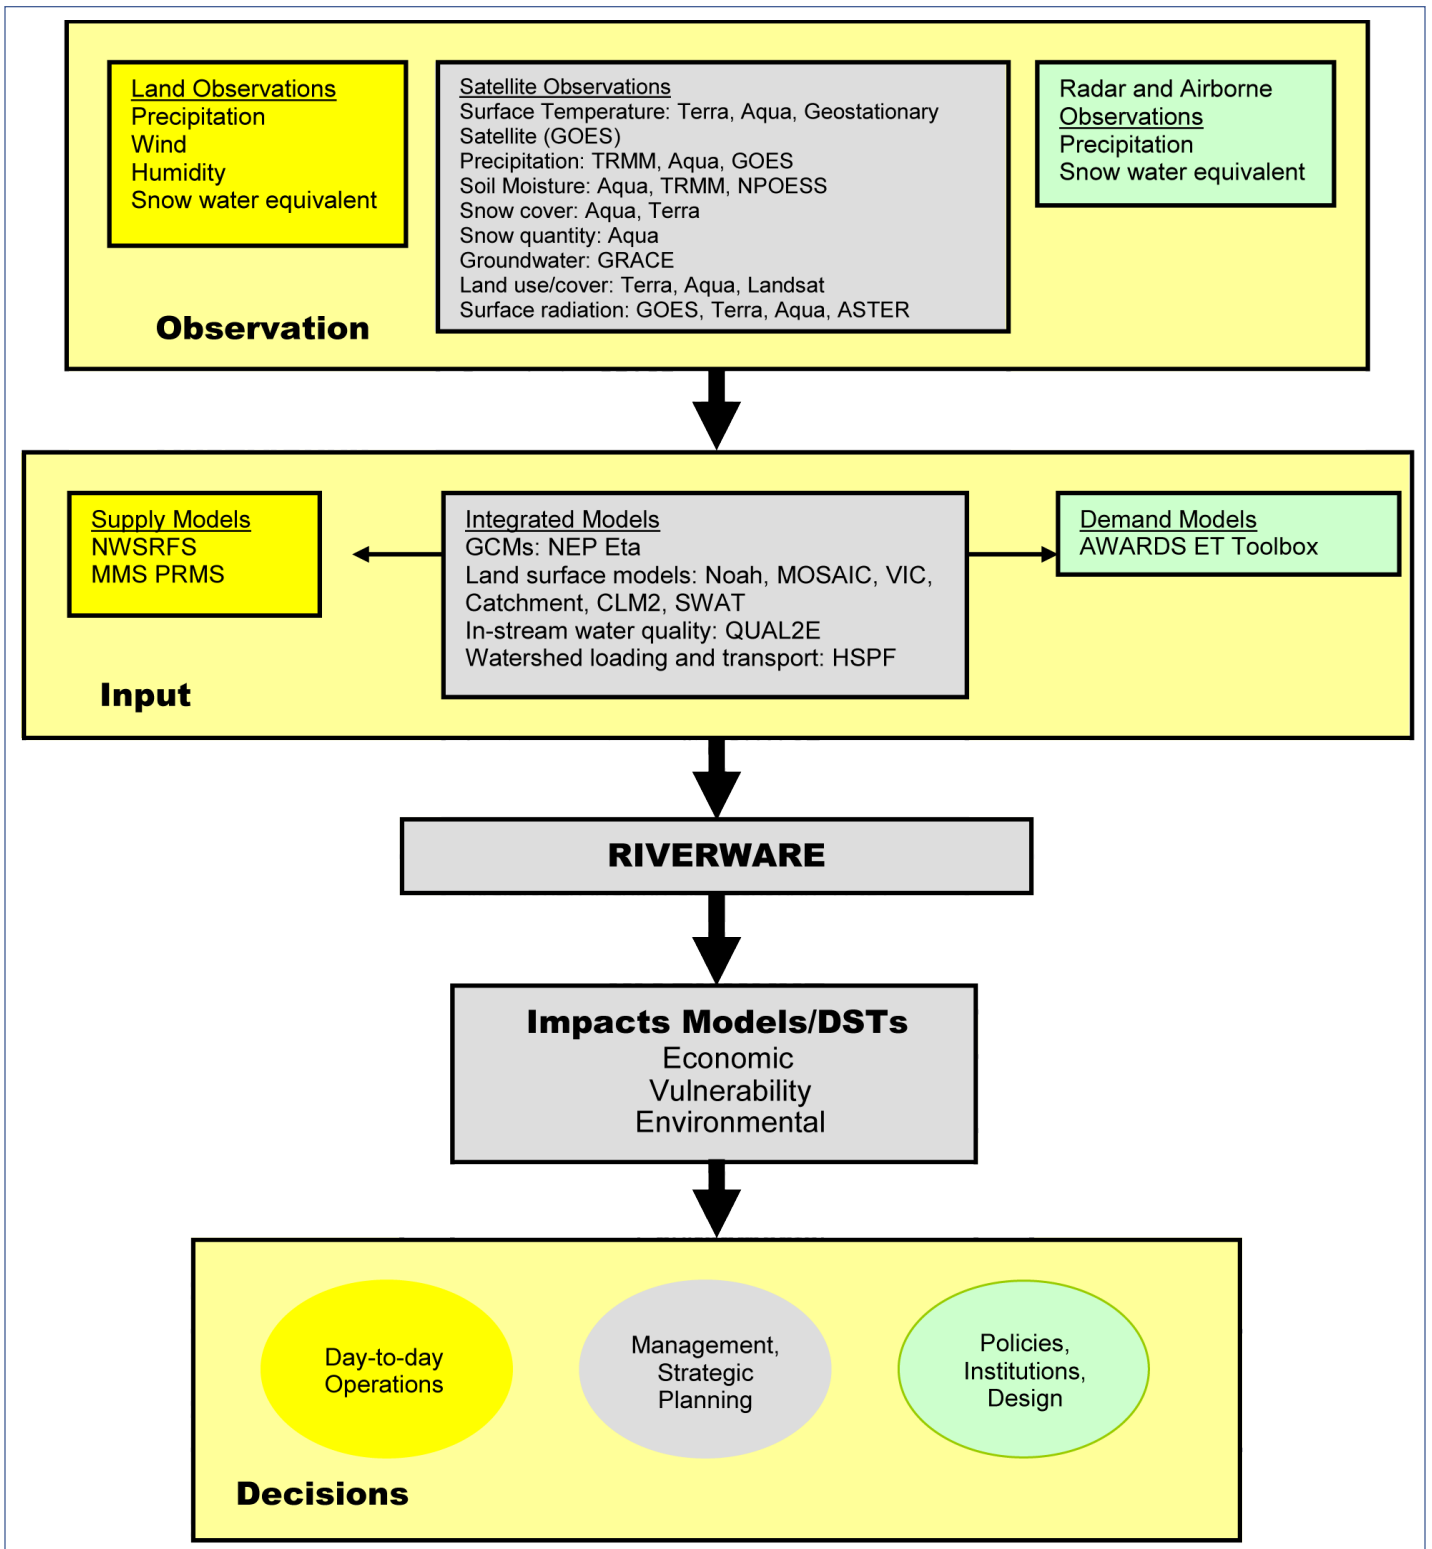 Land Observations
Precipitation
Wind
Humidity
Snow water equivalent
Satellite Observations
Surface Temperature: Terra, Aqua, Geostationary
Satellite (GOES)
Precipitation: TRMM, Aqua, GOES
Soil Moisture: Aqua, TRMM, NPOESS
Snow cover: Aqua, Terra
Snow quantity: Aqua
Groundwater: GRACE
Land use/cover: Terra, Aqua, Landsat
Surface radiation: GOES, Terra, Aqua, ASTER
Radar and Airborne
Observations
Precipitation
Snow water equivalent
Observation
Supply Models
NWSRFS
MMS PRMS
Integrated Models
GCMs: NEP Eta
Land surface models: Noah, MOSAIC, VIC,
Catchment, CLM2, SWAT
In-stream water quality: QUAL2E
Watershed loading and transport: HSPF
Demand Models
AWARDS ET Toolbox
Input
RIVERWARE
Impacts Models/DSTs
Economic
Vulnerability
Environmental
Day-to-day
Operations
Management,
Strategic
Planning
Policies,
Institutions,
Design
Decisions